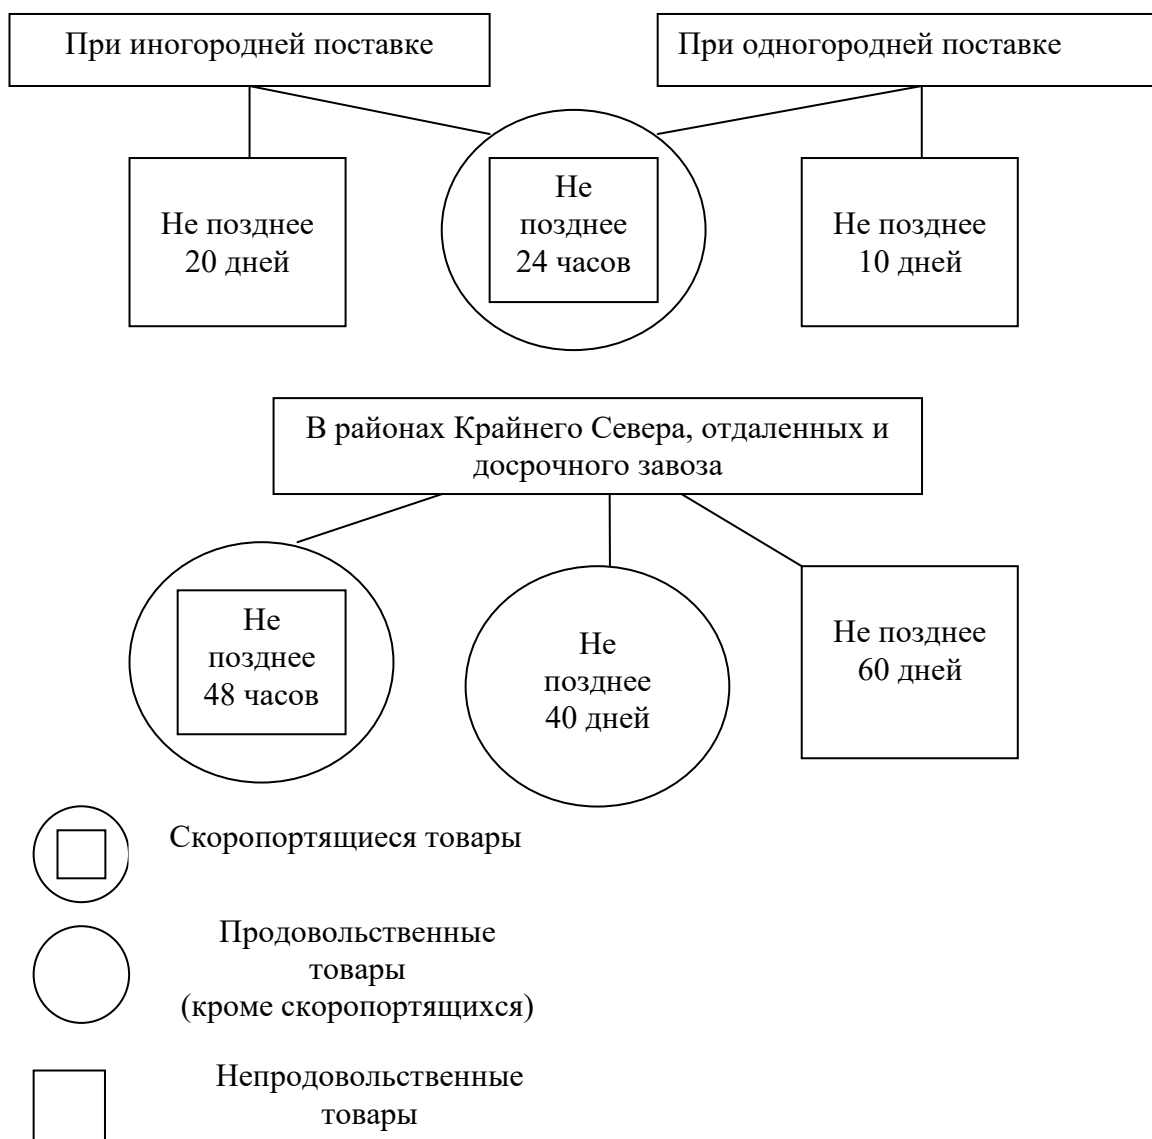 При иногородней поставке
При одногородней поставке
Не позднее
20 дней
Не
позднее
24 часов
Не позднее
10 дней
В районах Крайнего Севера, отдаленных и
досрочного завоза
Не
позднее
48 часов
Не
позднее
40 дней
Не позднее
60 дней
Скоропортящиеся товары
Продовольственные
товары
(кроме скоропортящихся)
Непродовольственные
товары